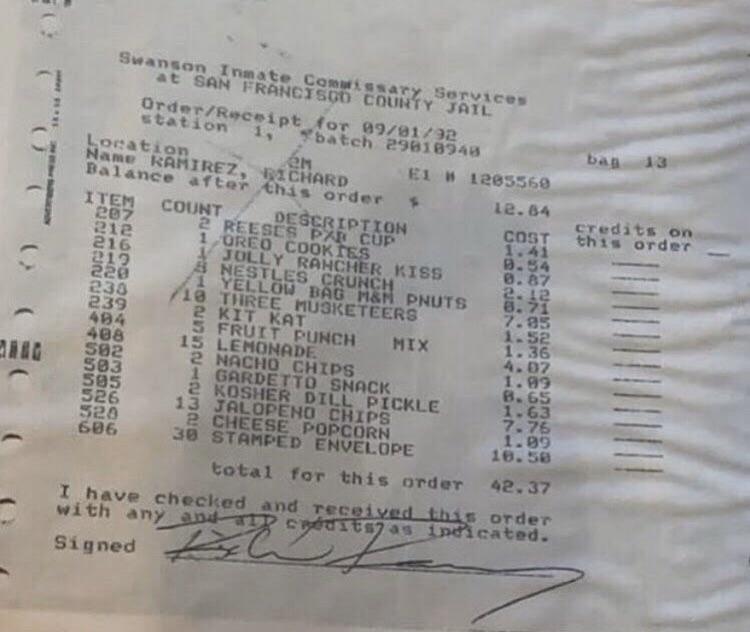 Swanson Inmate Commissary Services
at SAN FRANCISCO COUNTY JAIL
Order/Receipt for 09/01/92
station 1, batch 29010940 bag 13
Location 2M
Name RAMIREZ, RICHARD E1 # 1205560
Balance after this order $ 12.84
ITEM COUNT DESCRIPTION COST credits on this order
207 2 REESES P/B CUP 1.41
212 1 OREO COOKIES 0.54
216 1 JOLLY RANCHER KISS 0.87
219 3 NESTLES CRUNCH 2.12
220 1 YELLOW BAG M&M PNUTS 0.71
238 10 THREE MUSKETEERS 7.05
239 2 KIT KAT 1.52
404 5 FRUIT PUNCH MIX 1.36
408 15 LEMONADE 4.07
502 2 NACHO CHIPS 1.09
503 1 GARDETTO SNACK 0.65
505 2 KOSHER DILL PICKLE 1.63
526 13 JALOPENO CHIPS 7.76
528 2 CHEESE POPCORN 1.09
606 30 STAMPED ENVELOPE 10.50
total for this order 42.37
I have checked and received this order
with any and all credits as indicated.
Signed